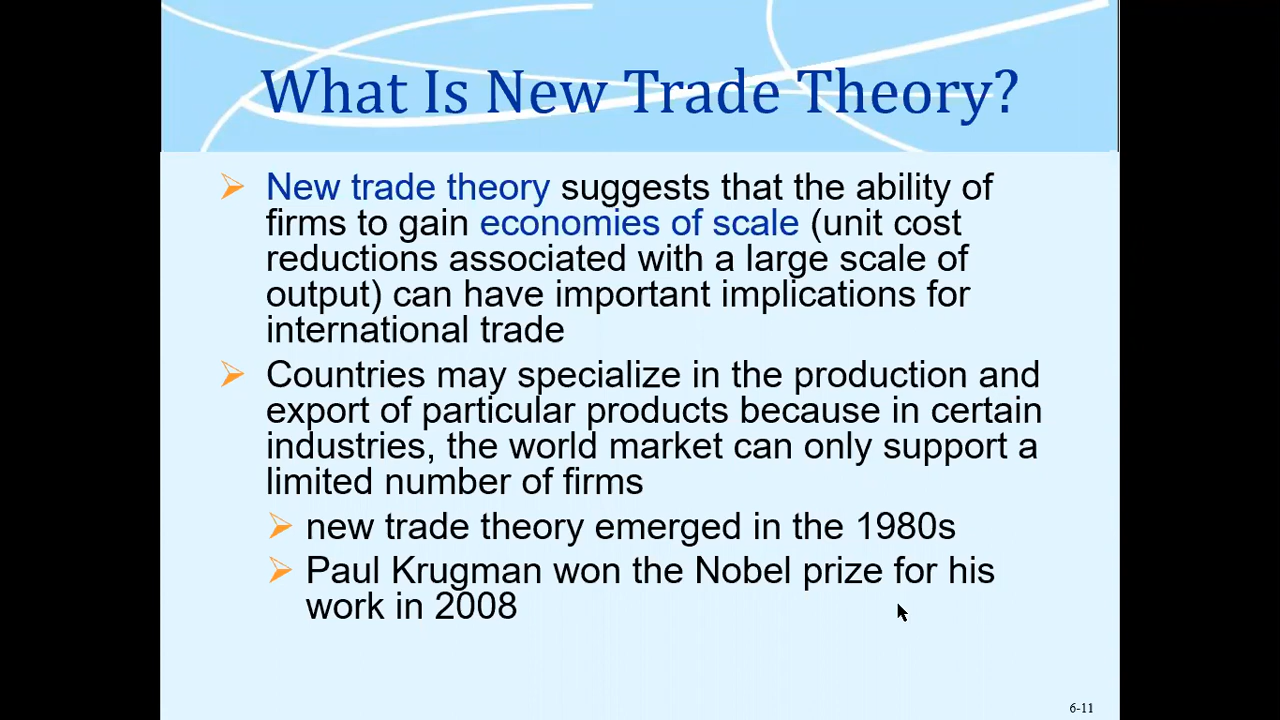 What Is New Trade Theory?
New trade theory suggests that the ability of
firms to gain economies of scale (unit cost
reductions associated with a large scale of
output) can have important implications for
international trade
Countries may specialize in the production and
export of particular products because in certain
industries, the world market can only support a
limited number of firms
new trade theory emerged in the 1980s
Paul Krugman won the Nobel prize for his
work in 2008
6-11